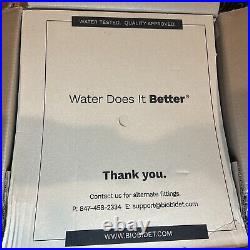 WATER TESTED. QUALITY APPROVED.
Water Does It Better®
Thank you.
Contact us for alternate fittings.
P: 847-458-2334 E: support@biobidet.com
WWW.BIOBIDET.COM